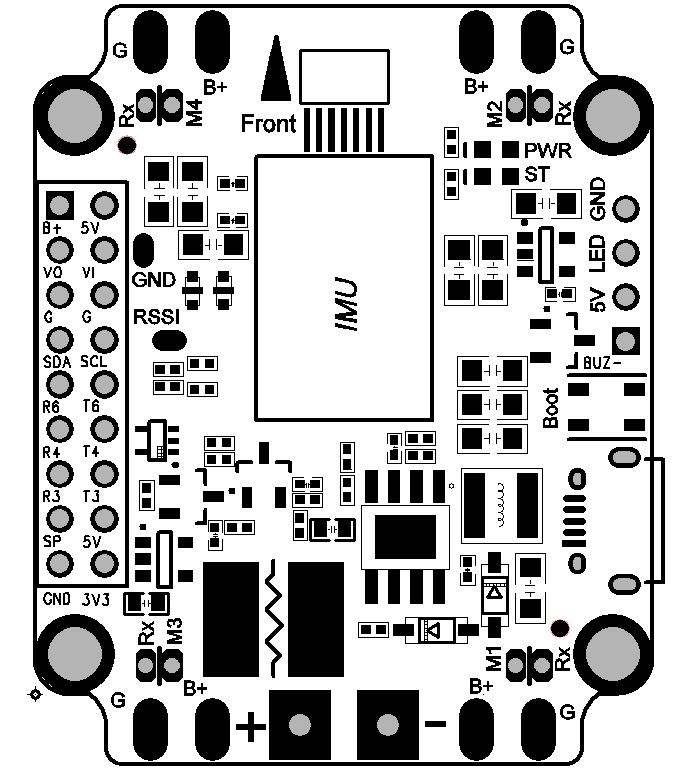 G
B+
B+
G
Rx
M4
Front
M2
Rx
PWR
ST
GND
LED
5V
BUZ-
B+ 5V
GND
VO VI
G G
RSSI
IMU
SDA SCL
Boot
R6 T6
R4 T4
R3 T3
SP 5V
GND 3V3
Rx
M3
M1
Rx
G
B+
+
-
B+
G